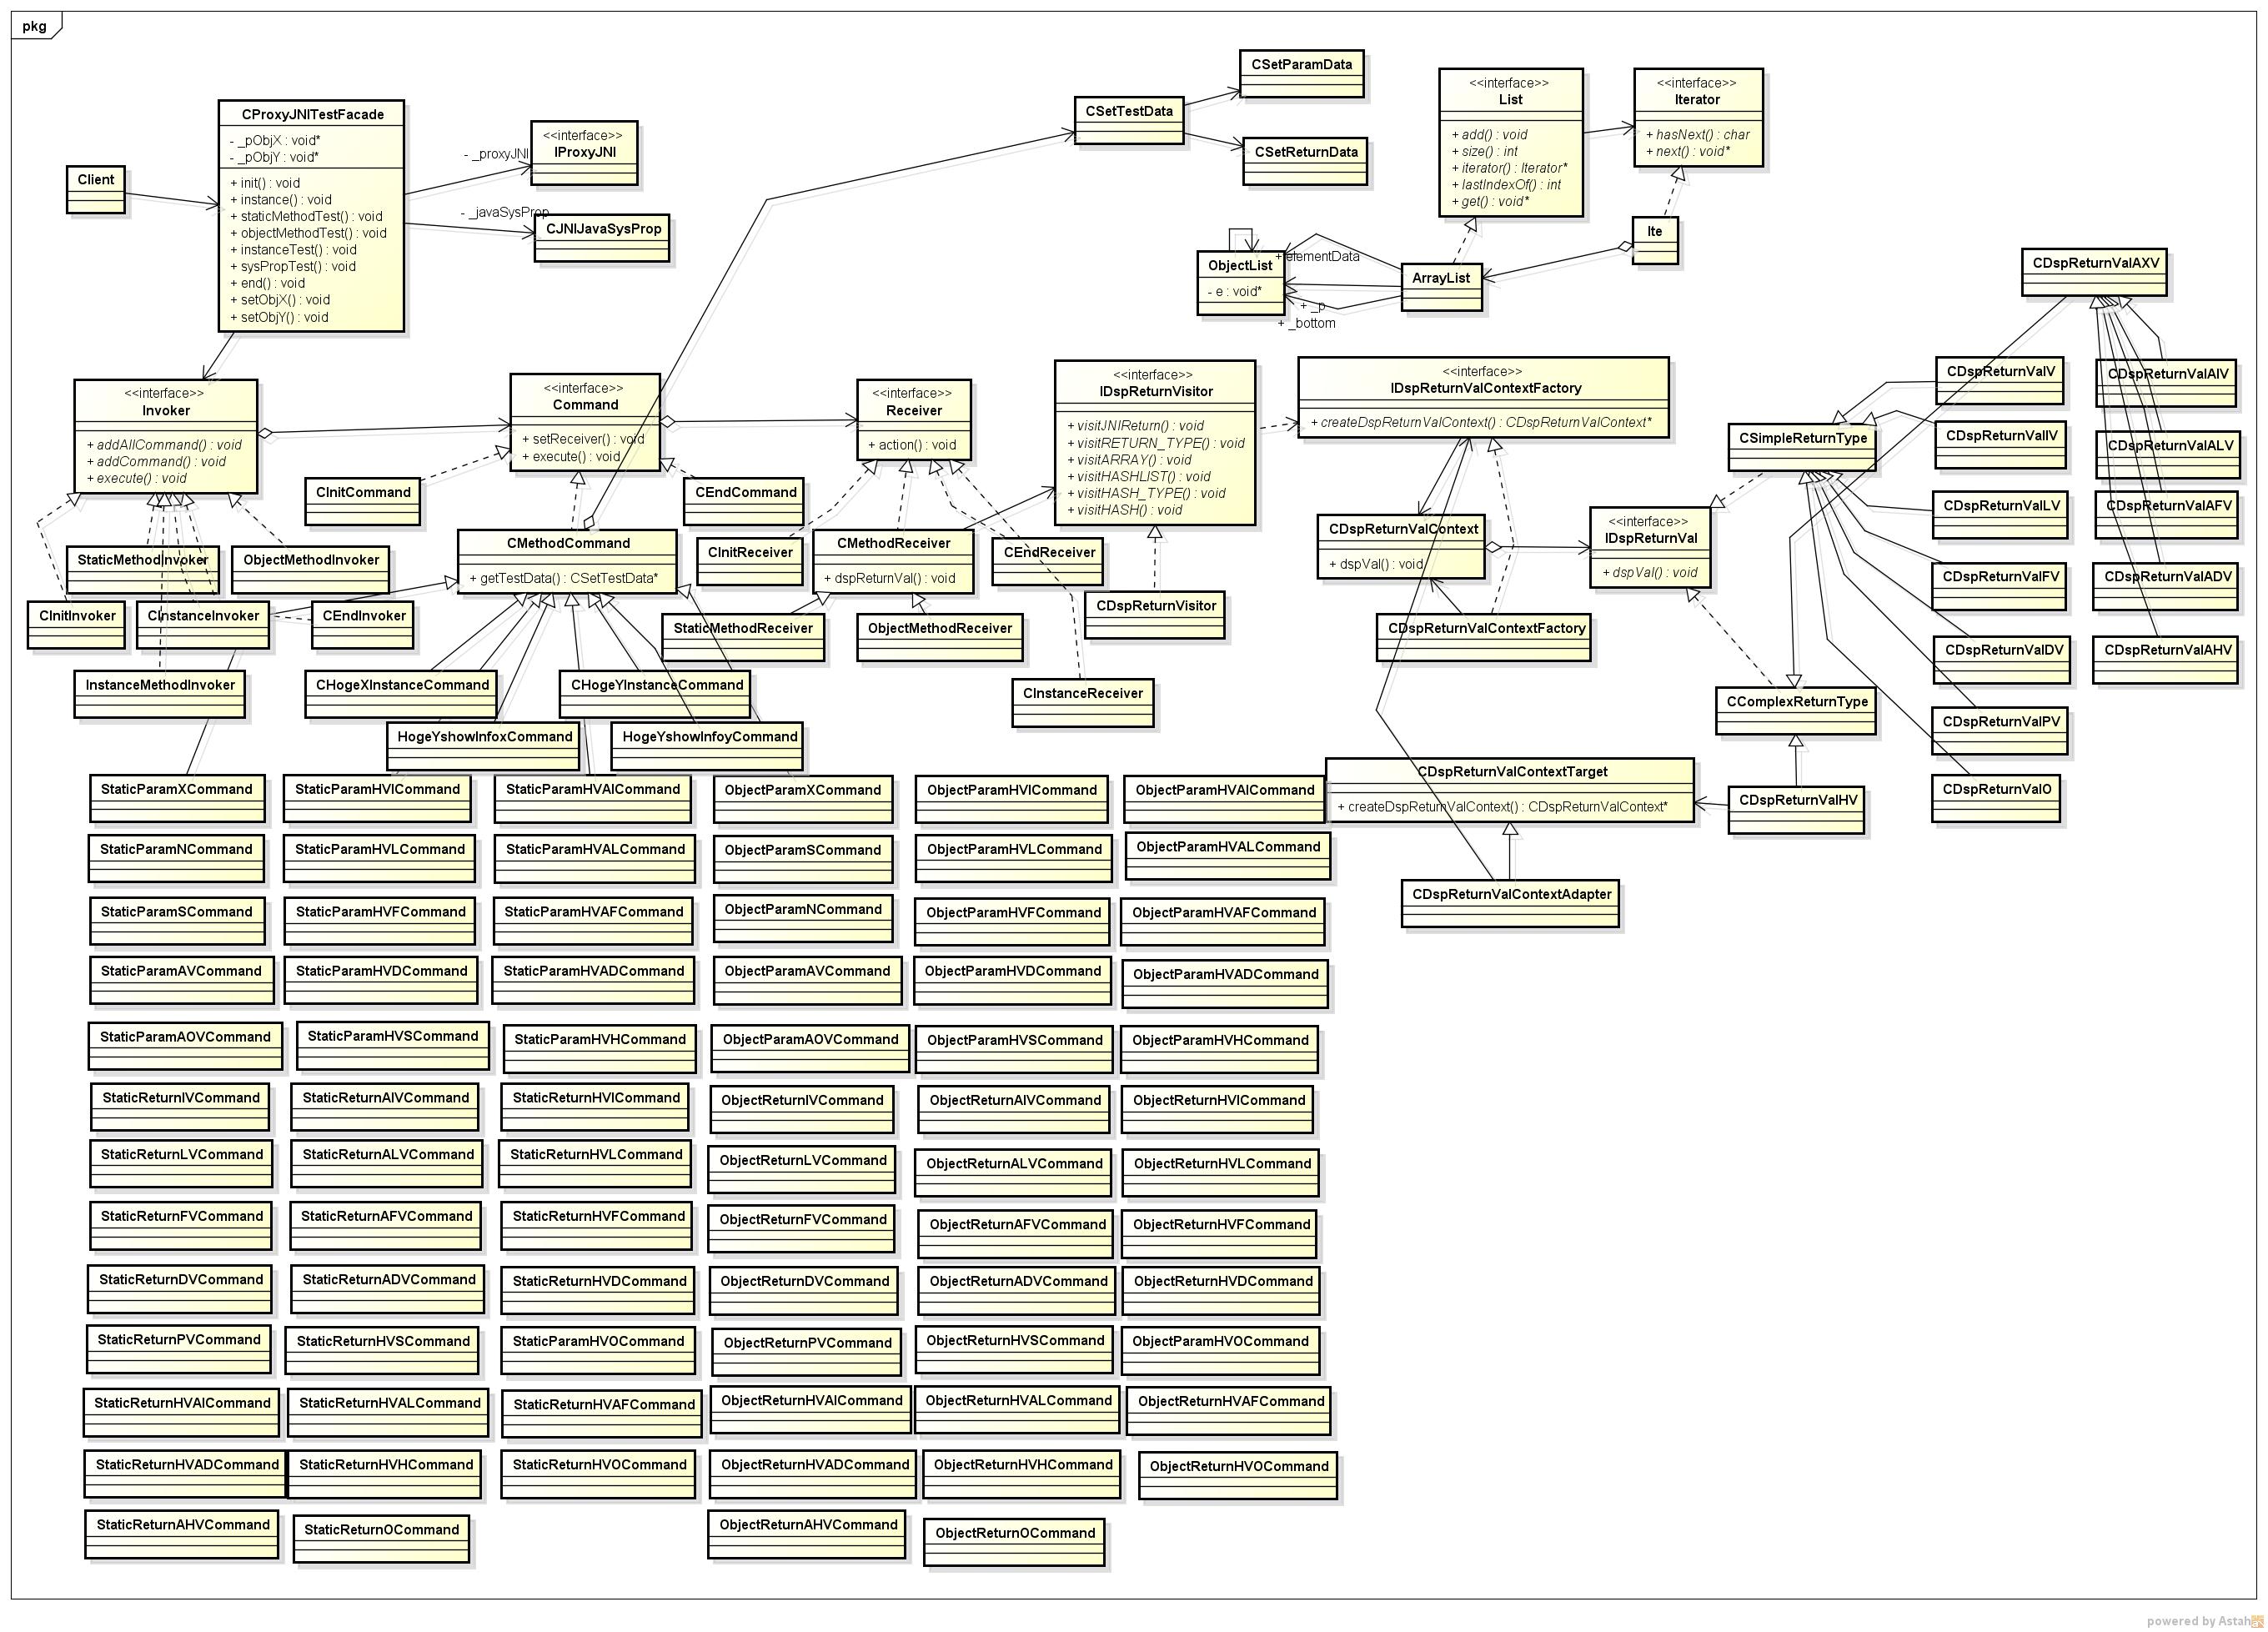 pkg
CProxyJNITestFacade
- _pObjX : void*
- _pObjY : void*
+ init() : void
+ instance() : void
+ staticMethodTest() : void
+ objectMethodTest() : void
+ instanceTest() : void
+ sysPropTest() : void
+ end() : void
+ setObjX() : void
+ setObjY() : void
Client
- _proxyJNI
<<interface>>
IProxyJNI
- _javaSysProp
CJNIJavaSysProp
CSetTestData
CSetParamData
CSetReturnData
<<interface>>
List
+ add() : void
+ size() : int
+ iterator() : Iterator*
+ lastIndexOf() : int
+ get() : void*
<<interface>>
Iterator
+ hasNext() : char
+ next() : void*
Ite
ObjectList
- e : void*
+ elementData
+ _p
+ _bottom
ArrayList
CDspReturnValAXV
<<interface>>
Invoker
+ addAllCommand() : void
+ addCommand() : void
+ execute() : void
<<interface>>
Command
+ setReceiver() : void
+ execute() : void
<<interface>>
Receiver
+ action() : void
<<interface>>
IDspReturnVisitor
+ visitJNIReturn() : void
+ visitRETURN_TYPE() : void
+ visitARRAY() : void
+ visitHASHLIST() : void
+ visitHASH_TYPE() : void
+ visitHASH() : void
<<interface>>
IDspReturnValContextFactory
+ createDspReturnValContext() : CDspReturnValContext*
CSimpleReturnType
CDspReturnValV
CDspReturnValIV
CDspReturnValLV
CDspReturnValFV
CDspReturnValDV
CDspReturnValPV
CDspReturnValO
CDspReturnValAIV
CDspReturnValALV
CDspReturnValAFV
CDspReturnValADV
CDspReturnValAHV
CInitCommand
CEndCommand
CMethodCommand
+ getTestData() : CSetTestData*
CInitReceiver
CMethodReceiver
+ dspReturnVal() : void
CEndReceiver
CDspReturnVisitor
CDspReturnValContext
+ dspVal() : void
<<interface>>
IDspReturnVal
+ dspVal() : void
StaticMethodInvoker
ObjectMethodInvoker
CInitInvoker
CInstanceInvoker
CEndInvoker
InstanceMethodInvoker
StaticMethodReceiver
ObjectMethodReceiver
CInstanceReceiver
CDspReturnValContextFactory
CComplexReturnType
CHogeXInstanceCommand
CHogeYInstanceCommand
HogeYshowInfoxCommand
HogeYshowInfoyCommand
CDspReturnValContextTarget
+ createDspReturnValContext() : CDspReturnValContext*
CDspReturnValHV
CDspReturnValContextAdapter
StaticParamXCommand
StaticParamHVICommand
StaticParamHVAICommand
ObjectParamXCommand
ObjectParamHVICommand
ObjectParamHVAICommand
StaticParamNCommand
StaticParamHVLCommand
StaticParamHVALCommand
ObjectParamSCommand
ObjectParamHVLCommand
ObjectParamHVALCommand
StaticParamSCommand
StaticParamHVFCommand
StaticParamHVAFCommand
ObjectParamNCommand
ObjectParamHVFCommand
ObjectParamHVAFCommand
StaticParamAVCommand
StaticParamHVDCommand
StaticParamHVADCommand
ObjectParamAVCommand
ObjectParamHVDCommand
ObjectParamHVADCommand
StaticParamAOVCommand
StaticParamHVSCommand
StaticParamHVHCommand
ObjectParamAOVCommand
ObjectParamHVSCommand
ObjectParamHVHCommand
StaticReturnIVCommand
StaticReturnAIVCommand
StaticReturnHVICommand
ObjectReturnIVCommand
ObjectReturnAIVCommand
ObjectReturnHVICommand
StaticReturnLVCommand
StaticReturnALVCommand
StaticReturnHVLCommand
ObjectReturnLVCommand
ObjectReturnALVCommand
ObjectReturnHVLCommand
StaticReturnFVCommand
StaticReturnAFVCommand
StaticReturnHVFCommand
ObjectReturnFVCommand
ObjectReturnAFVCommand
ObjectReturnHVFCommand
StaticReturnDVCommand
StaticReturnADVCommand
StaticReturnHVDCommand
ObjectReturnDVCommand
ObjectReturnADVCommand
ObjectReturnHVDCommand
StaticReturnPVCommand
StaticReturnHVSCommand
StaticParamHVOCommand
ObjectReturnPVCommand
ObjectReturnHVSCommand
ObjectParamHVOCommand
StaticReturnHVAICommand
StaticReturnHVALCommand
StaticReturnHVAFCommand
ObjectReturnHVAICommand
ObjectReturnHVALCommand
ObjectReturnHVAFCommand
StaticReturnHVADCommand
StaticReturnHVHCommand
StaticReturnHVOCommand
ObjectReturnHVADCommand
ObjectReturnHVHCommand
ObjectReturnHVOCommand
StaticReturnAHVCommand
StaticReturnOCommand
ObjectReturnAHVCommand
ObjectReturnOCommand
powered by Astah